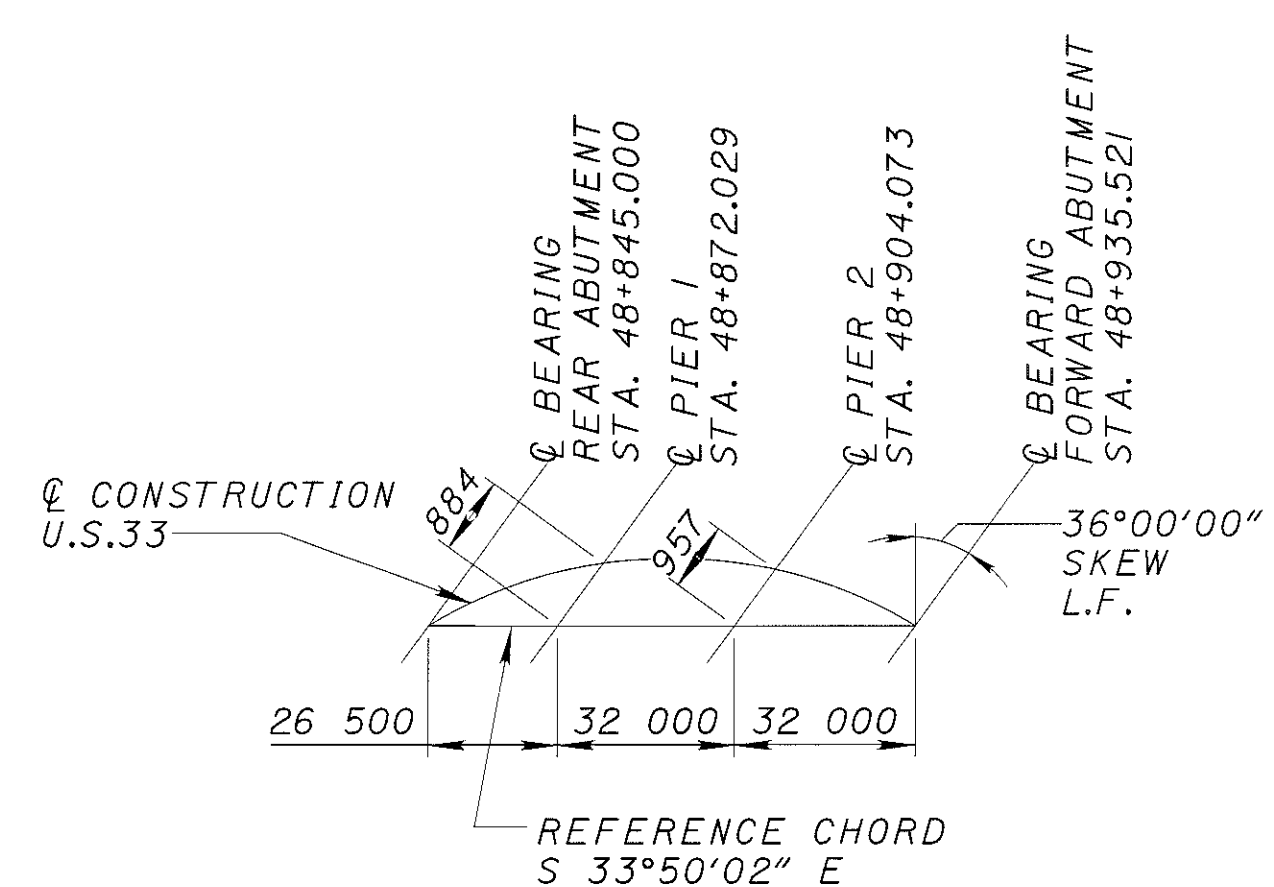 ℄ BEARING
REAR ABUTMENT
STA. 48+845.000
℄ PIER 1
STA. 48+872.029
℄ PIER 2
STA. 48+904.073
℄ BEARING
FORWARD ABUTMENT
STA. 48+935.521
℄ CONSTRUCTION
U.S.33
884
957
36°00'00"
SKEW
L.F.
26 500
32 000
32 000
REFERENCE CHORD
S 33°50'02" E